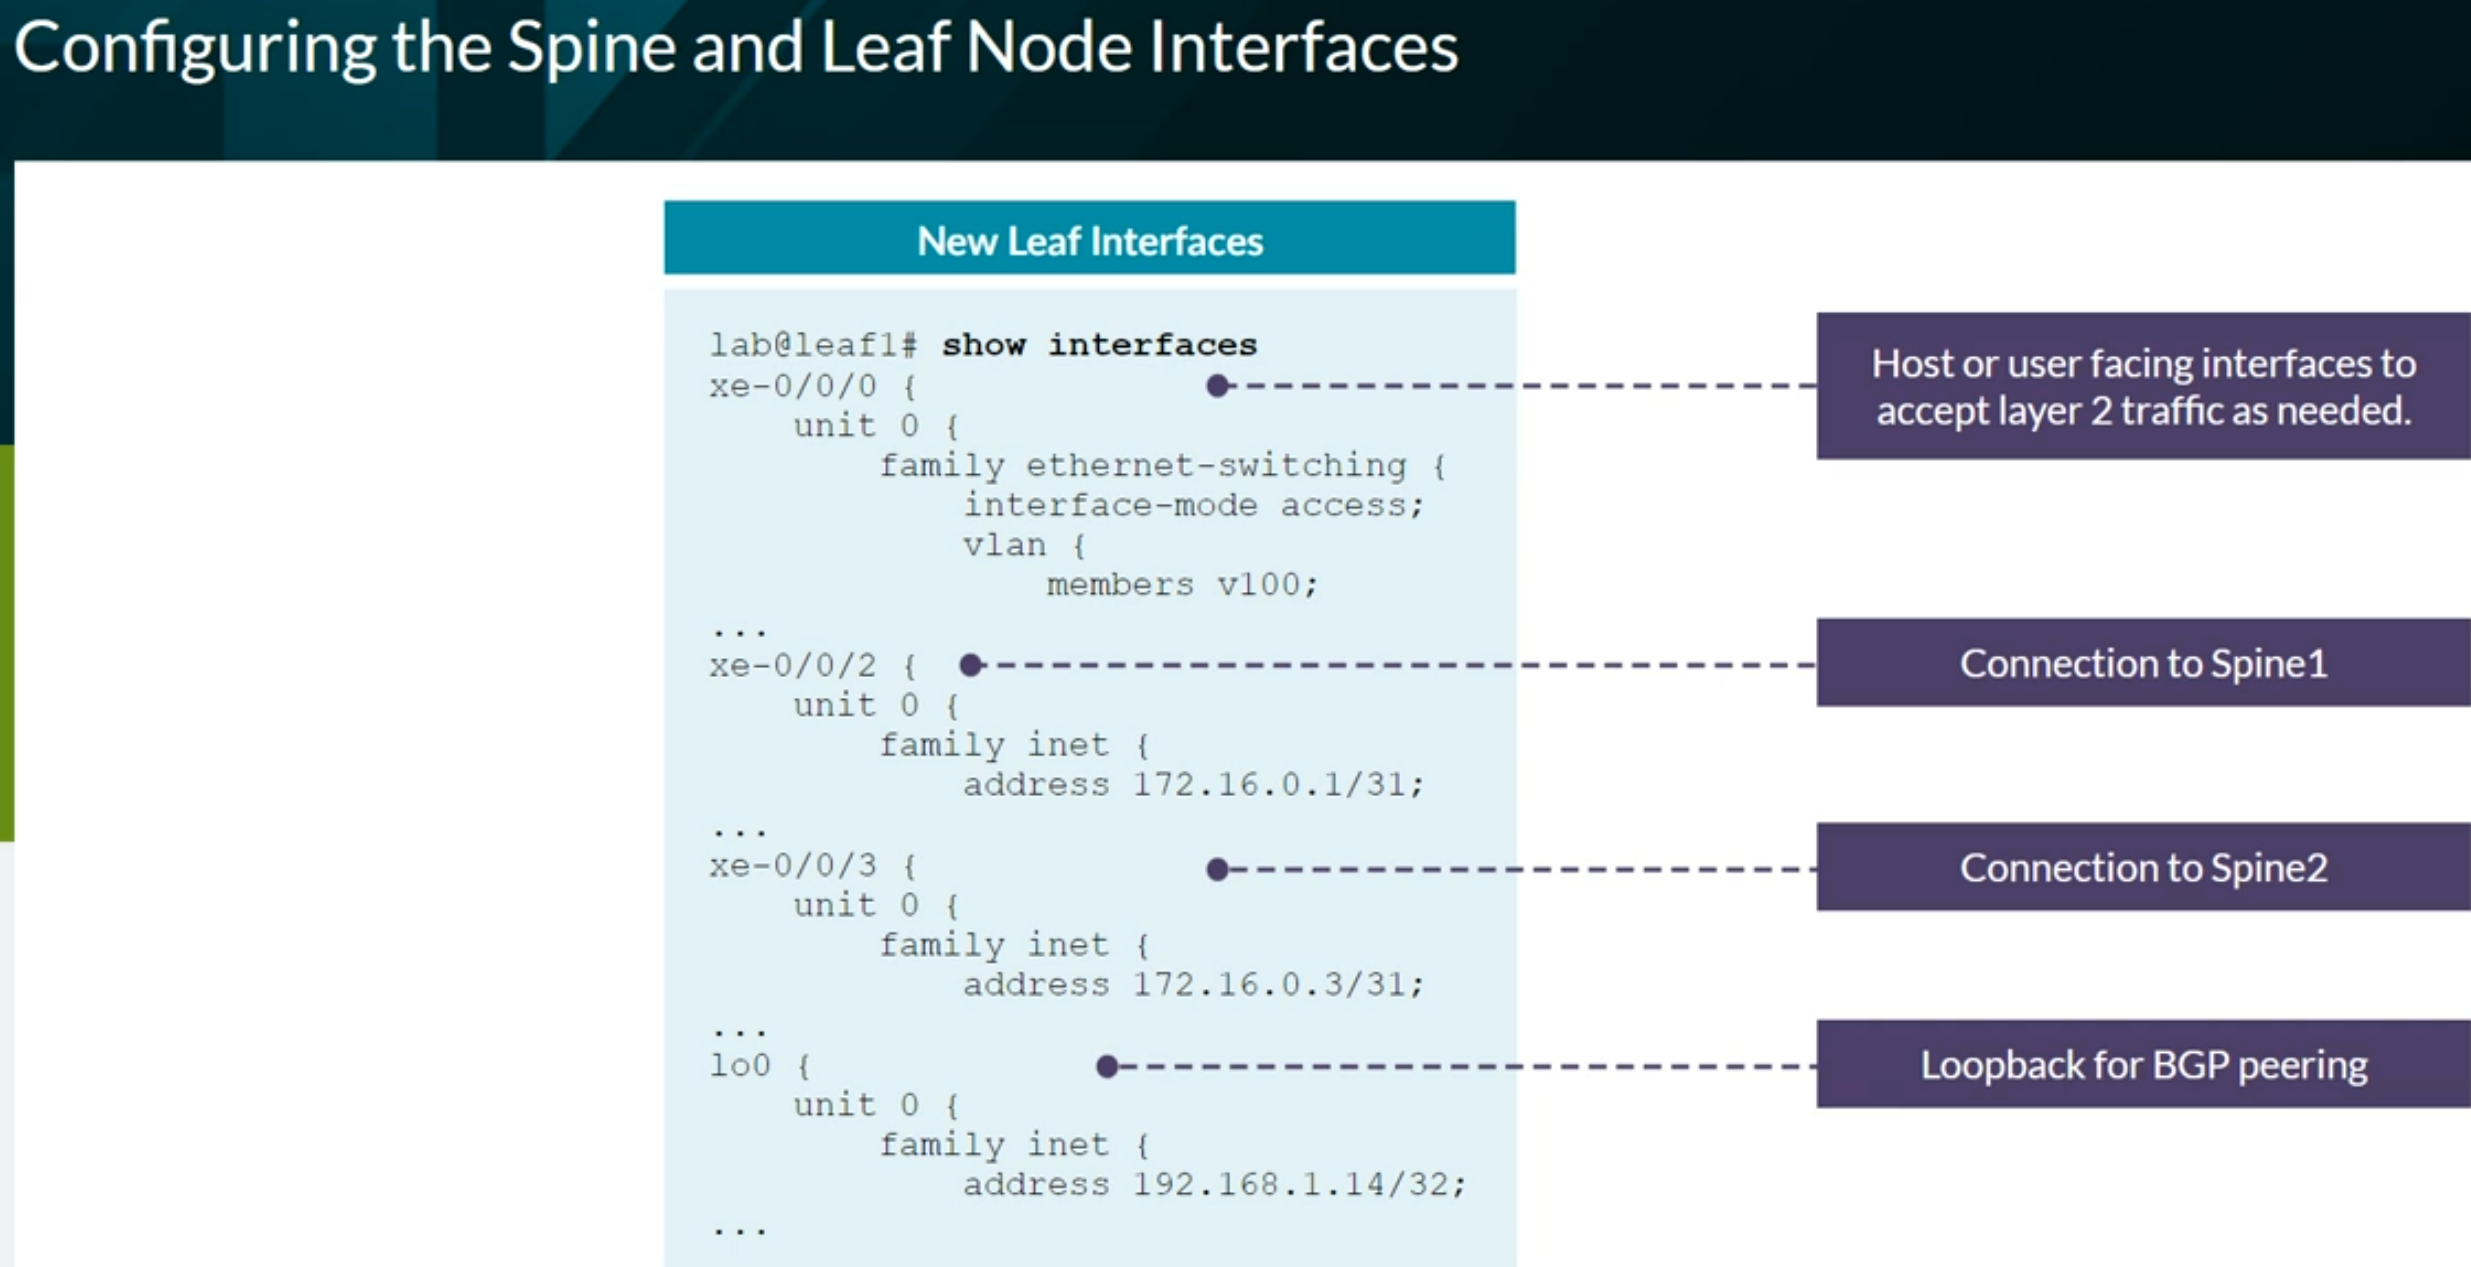 Configuring the Spine and Leaf Node Interfaces
New Leaf Interfaces
lab@leaf1# show interfaces
xe-0/0/0 {
unit 0 {
family ethernet-switching {
interface-mode access;
vlan {
members v100;
...
xe-0/0/2 {
unit 0 {
family inet {
address 172.16.0.1/31;
...
xe-0/0/3 {
unit 0 {
family inet {
address 172.16.0.3/31;
...
lo0 {
unit 0 {
family inet {
address 192.168.1.14/32;
...
Host or user facing interfaces to
accept layer 2 traffic as needed.
Connection to Spine1
Connection to Spine2
Loopback for BGP peering